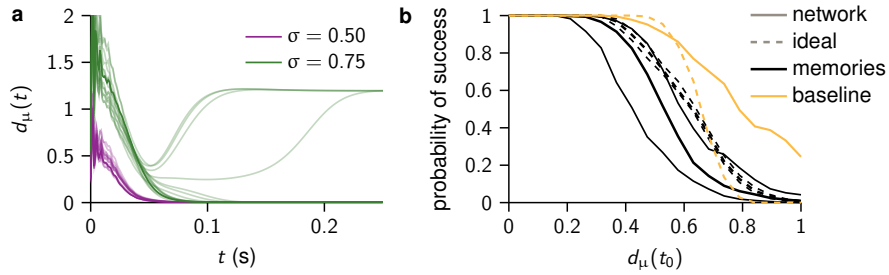 a
b
σ = 0.50
σ = 0.75
d_μ(t)
2
1.5
1
0.5
0
0
0.1
0.2
t (s)
probability of success
1
0.8
0.6
0.4
0.2
0
0
0.2
0.4
0.6
0.8
1
d_μ(t_0)
network
ideal
memories
baseline